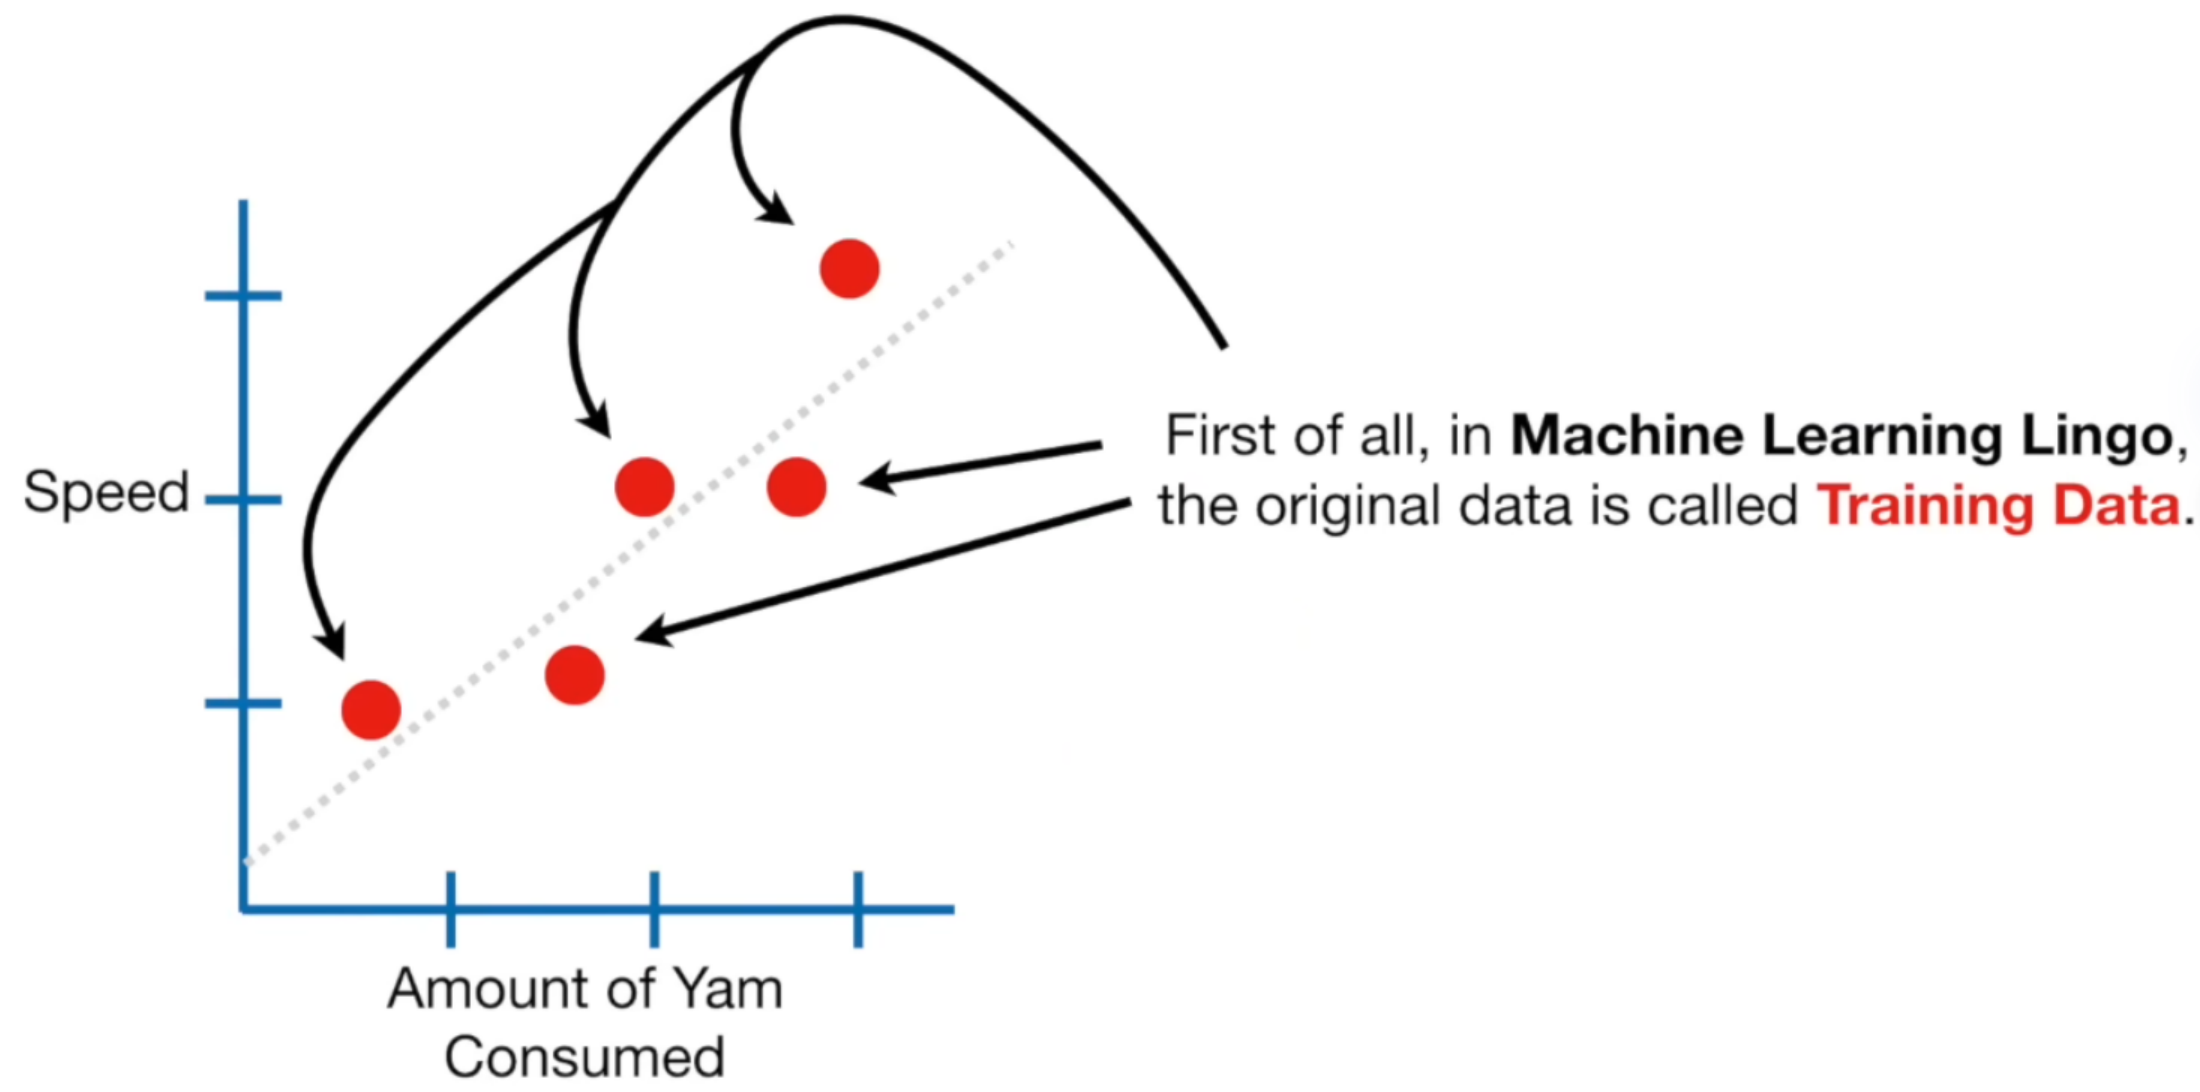 Speed
First of all, in Machine Learning Lingo,
the original data is called Training Data.
Amount of Yam
Consumed